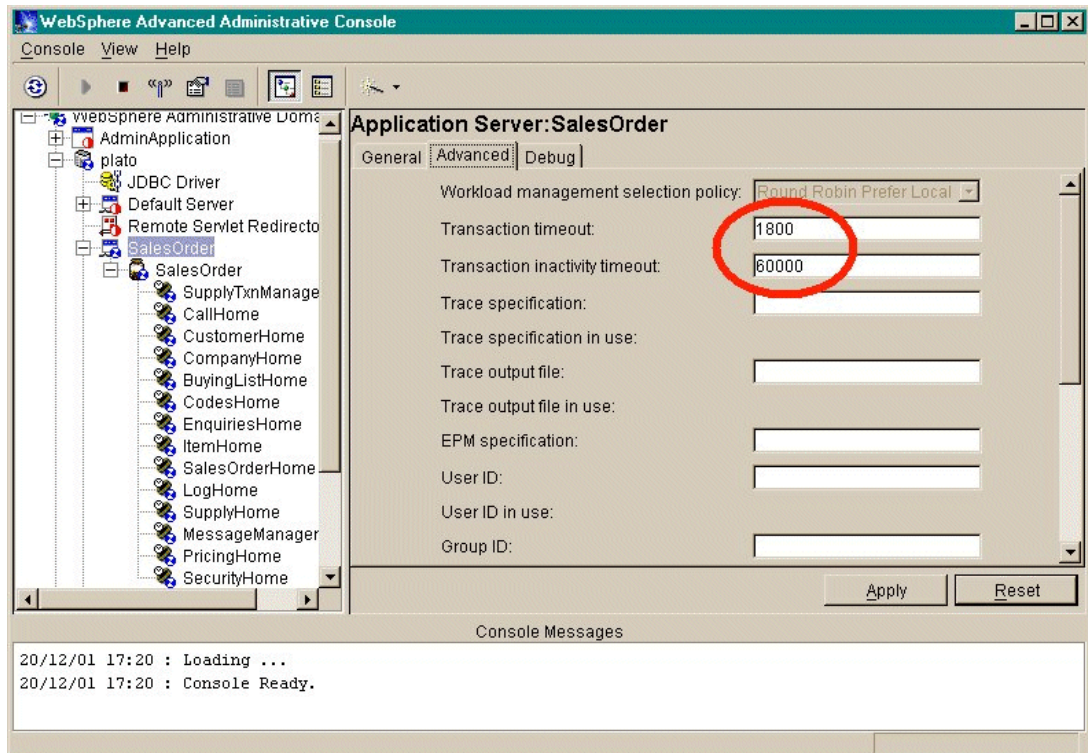 WebSphere Advanced Administrative Console
Console View Help
WebSphere Administrative Doma
AdminApplication
plato
JDBC Driver
Default Server
Remote Servlet Redirecto
SalesOrder
SalesOrder
SupplyTxnManage
CallHome
CustomerHome
CompanyHome
BuyingListHome
CodesHome
EnquiriesHome
ItemHome
SalesOrderHome
LogHome
SupplyHome
MessageManager
PricingHome
SecurityHome
Application Server:SalesOrder
General Advanced Debug
Workload management selection policy: Round Robin Prefer Local
Transaction timeout: 1800
Transaction inactivity timeout: 60000
Trace specification:
Trace specification in use:
Trace output file:
Trace output file in use:
EPM specification:
User ID:
User ID in use:
Group ID:
Apply Reset
Console Messages
20/12/01 17:20 : Loading ...
20/12/01 17:20 : Console Ready.